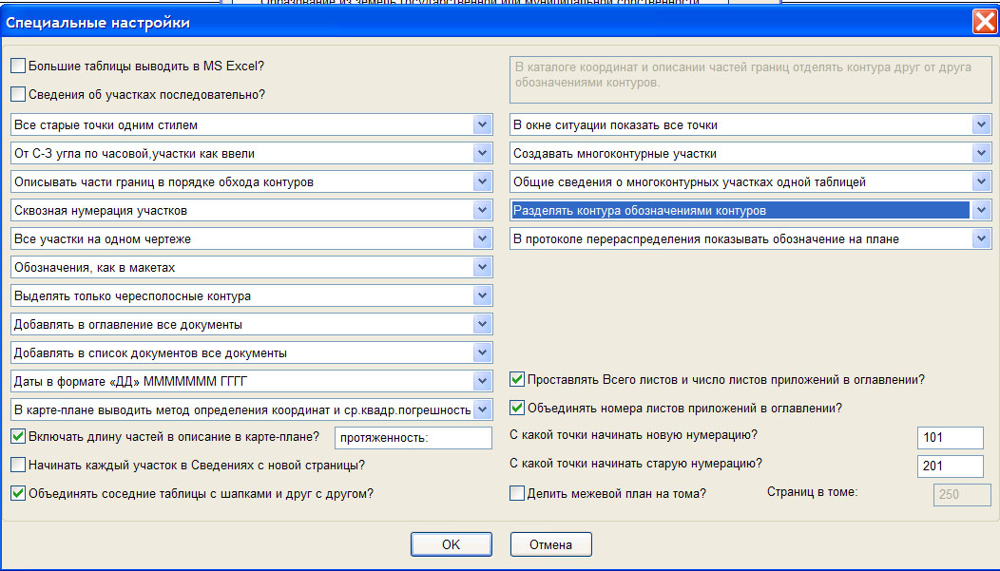 Образование из земель государственной или муниципальной собственности
Специальные настройки
Большие таблицы выводить в MS Excel?
Сведения об участках последовательно?
Все старые точки одним стилем
От С-З угла по часовой,участки как ввели
Описывать части границ в порядке обхода контуров
Сквозная нумерация участков
Все участки на одном чертеже
Обозначения, как в макетах
Выделять только чересполосные контура
Добавлять в оглавление все документы
Добавлять в список документов все документы
Даты в формате «ДД» МММММММ ГГГГ
В карте-плане выводить метод определения координат и ср.квадр.погрешность
Включать длину частей в описание в карте-плане?
протяженность:
Начинать каждый участок в Сведениях с новой страницы?
Объединять соседние таблицы с шапками и друг с другом?
В каталоге координат и описании частей границ отделять контура друг от друга
обозначениями контуров.
В окне ситуации показать все точки
Создавать многоконтурные участки
Общие сведения о многоконтурных участках одной таблицей
Разделять контура обозначениями контуров
В протоколе перераспределения показывать обозначение на плане
Проставлять Всего листов и число листов приложений в оглавлении?
Объединять номера листов приложений в оглавлении?
С какой точки начинать новую нумерацию?
101
С какой точки начинать старую нумерацию?
201
Делить межевой план на тома?
Страниц в томе:
250
OK
Отмена